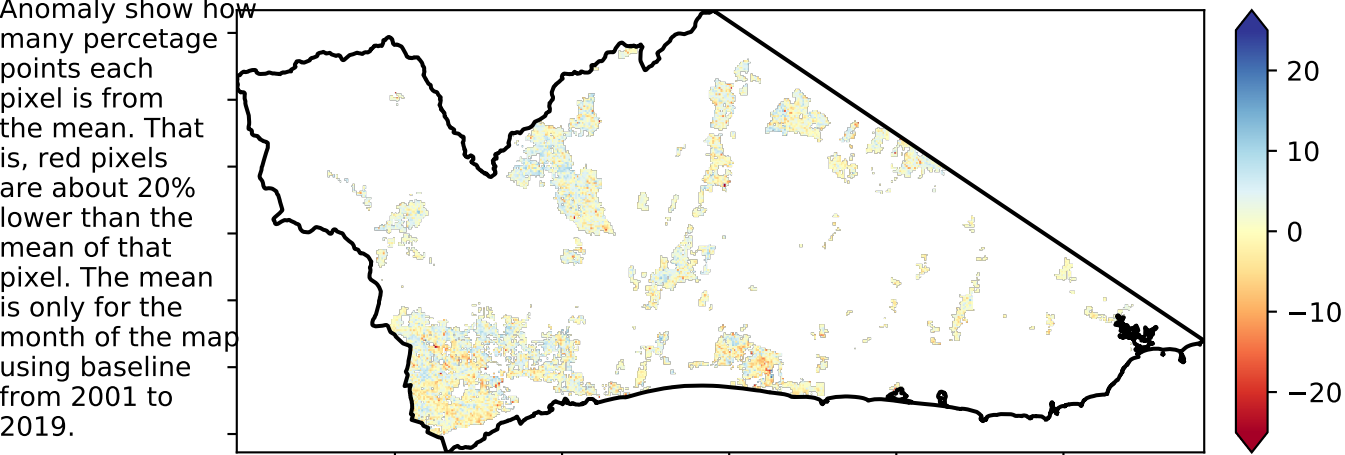 Anomaly show how
many percetage
points each
pixel is from
the mean. That
is, red pixels
are about 20%
lower than the
mean of that
pixel. The mean
is only for the
month of the map
using baseline
from 2001 to
2019.
20
10
0
−10
−20